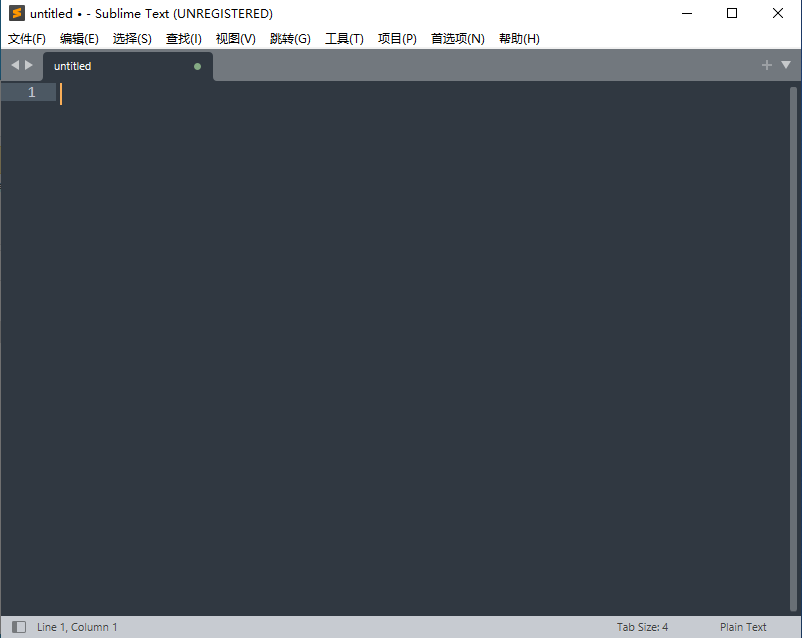 untitled • - Sublime Text (UNREGISTERED)
文件(F) 编辑(E) 选择(S) 查找(I) 视图(V) 跳转(G) 工具(T) 项目(P) 首选项(N) 帮助(H)
untitled
1
Line 1, Column 1 Tab Size: 4 Plain Text